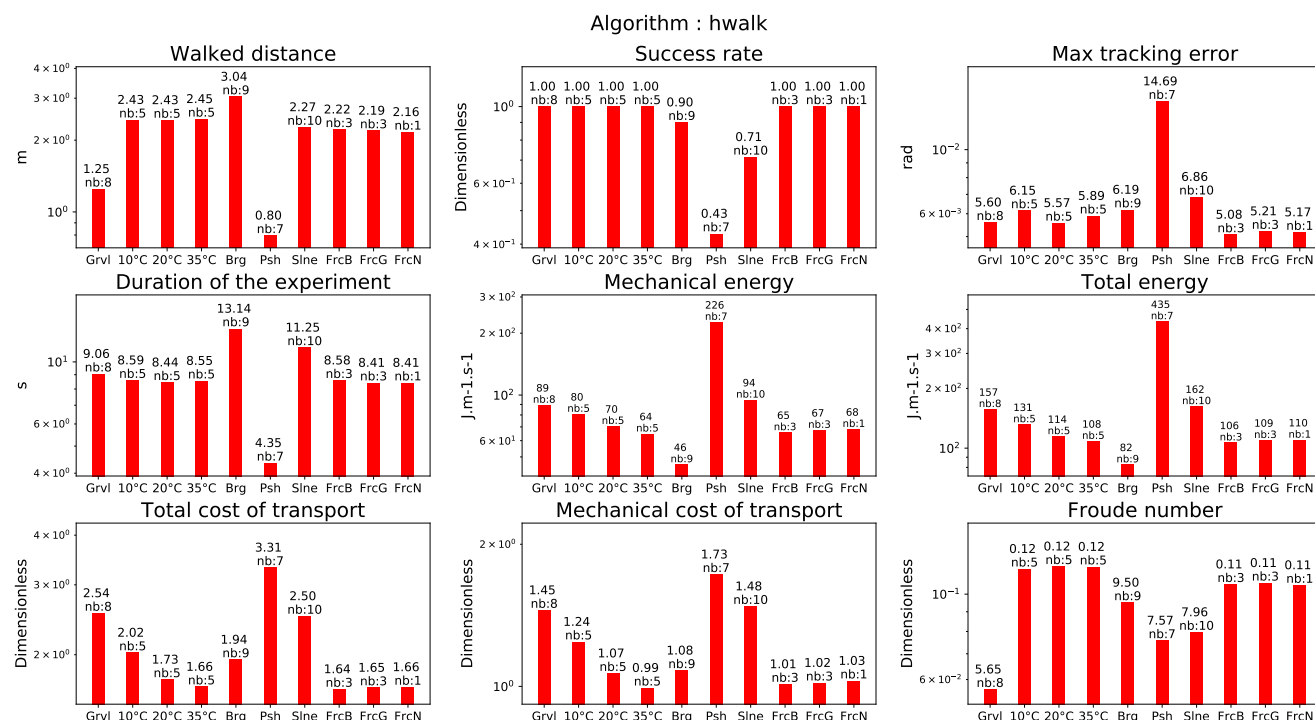 Algorithm : hwalk
Walked distance
m
4 × 10⁰
3 × 10⁰
2 × 10⁰
10⁰
1.25
nb:8
2.43
nb:5
2.43
nb:5
2.45
nb:5
3.04
nb:9
0.80
nb:7
2.27
nb:10
2.22
nb:3
2.19
nb:3
2.16
nb:1
Grvl 10°C 20°C 35°C Brg Psh Slne FrcB FrcG FrcN
Success rate
Dimensionless
10⁰
6 × 10⁻¹
4 × 10⁻¹
1.00
nb:8
1.00
nb:5
1.00
nb:5
1.00
nb:5
0.90
nb:9
0.43
nb:7
0.71
nb:10
1.00
nb:3
1.00
nb:3
1.00
nb:1
Grvl 10°C 20°C 35°C Brg Psh Slne FrcB FrcG FrcN
Max tracking error
rad
10⁻²
6 × 10⁻³
5.60
nb:8
6.15
nb:5
5.57
nb:5
5.89
nb:5
6.19
nb:9
14.69
nb:7
6.86
nb:10
5.08
nb:3
5.21
nb:3
5.17
nb:1
Grvl 10°C 20°C 35°C Brg Psh Slne FrcB FrcG FrcN
Duration of the experiment
s
10¹
6 × 10⁰
4 × 10⁰
9.06
nb:8
8.59
nb:5
8.44
nb:5
8.55
nb:5
13.14
nb:9
4.35
nb:7
11.25
nb:10
8.58
nb:3
8.41
nb:3
8.41
nb:1
Grvl 10°C 20°C 35°C Brg Psh Slne FrcB FrcG FrcN
Mechanical energy
J.m-1.s-1
3 × 10²
2 × 10²
10²
6 × 10¹
89
nb:8
80
nb:5
70
nb:5
64
nb:5
46
nb:9
226
nb:7
94
nb:10
65
nb:3
67
nb:3
68
nb:1
Grvl 10°C 20°C 35°C Brg Psh Slne FrcB FrcG FrcN
Total energy
J.m-1.s-1
4 × 10²
3 × 10²
2 × 10²
10²
157
nb:8
131
nb:5
114
nb:5
108
nb:5
82
nb:9
435
nb:7
162
nb:10
106
nb:3
109
nb:3
110
nb:1
Grvl 10°C 20°C 35°C Brg Psh Slne FrcB FrcG FrcN
Total cost of transport
Dimensionless
4 × 10⁰
3 × 10⁰
2 × 10⁰
2.54
nb:8
2.02
nb:5
1.73
nb:5
1.66
nb:5
1.94
nb:9
3.31
nb:7
2.50
nb:10
1.64
nb:3
1.65
nb:3
1.66
nb:1
Grvl 10°C 20°C 35°C Brg Psh Slne FrcB FrcG FrcN
Mechanical cost of transport
Dimensionless
2 × 10⁰
10⁰
1.45
nb:8
1.24
nb:5
1.07
nb:5
0.99
nb:5
1.08
nb:9
1.73
nb:7
1.48
nb:10
1.01
nb:3
1.02
nb:3
1.03
nb:1
Grvl 10°C 20°C 35°C Brg Psh Slne FrcB FrcG FrcN
Froude number
Dimensionless
10⁻¹
6 × 10⁻²
5.65
nb:8
0.12
nb:5
0.12
nb:5
0.12
nb:5
9.50
nb:9
7.57
nb:7
7.96
nb:10
0.11
nb:3
0.11
nb:3
0.11
nb:1
Grvl 10°C 20°C 35°C Brg Psh Slne FrcB FrcG FrcN